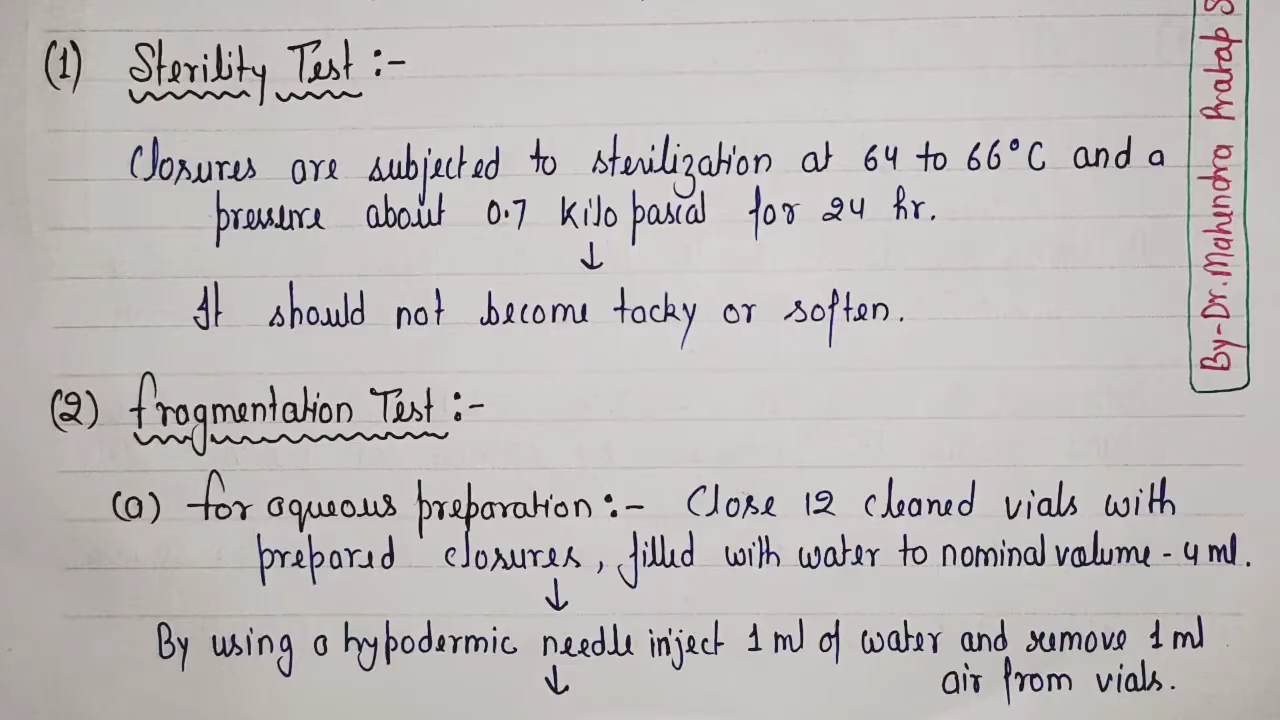 (1) Sterility Test :-
Closures are subjected to sterilization at 64 to 66°C and a
pressure about 0.7 Kilo pascal for 24 hr.
↓
It should not become tacky or soften.
(2) fragmentation Test :-
(a) for aqueous preparation :- Close 12 cleaned vials with
prepared closures, filled with water to nominal volume - 4 ml.
↓
By using a hypodermic needle inject 1 ml of water and remove 1 ml
air from vials.
↓
By-Dr. Mahendra Pratap S